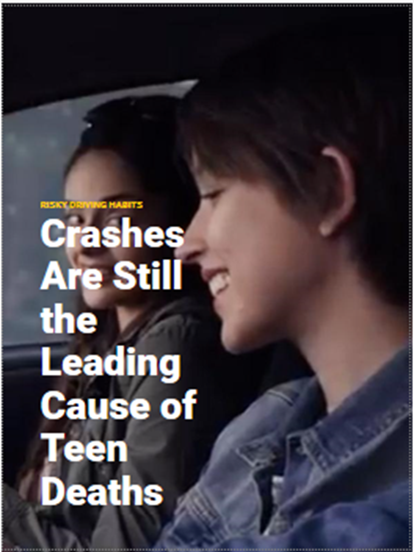 RISKY DRIVING HABITS
Crashes
Are Still
the
Leading
Cause of
Teen
Deaths